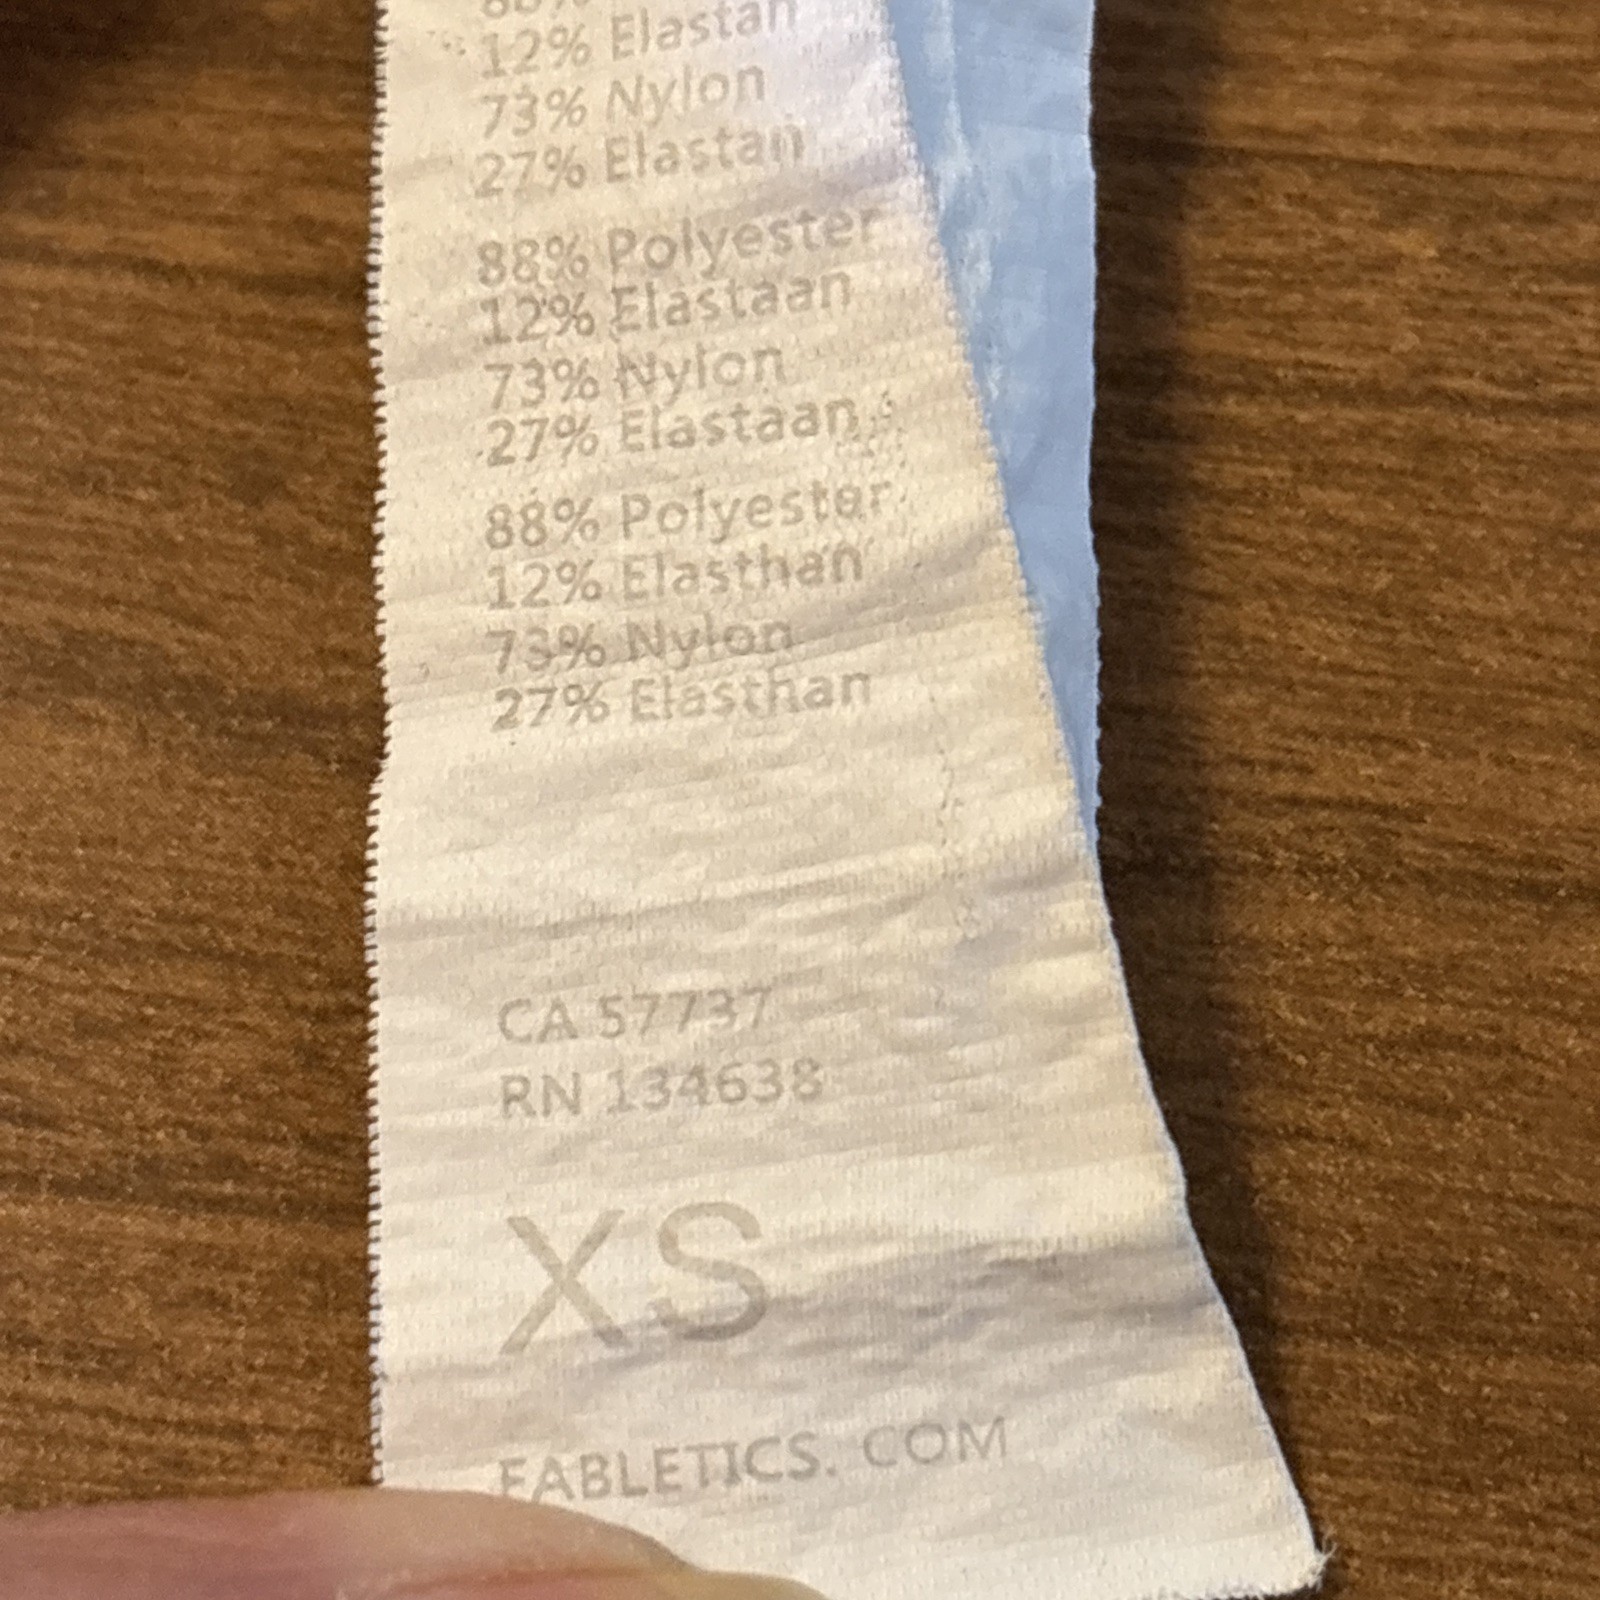 12% Elastan
73% Nylon
27% Elastan
88% Polyester
12% Elastaan
73% Nylon
27% Elastaan
88% Polyester
12% Elasthan
73% Nylon
27% Elasthan
CA 57737
RN 134638
XS
FABLETICS. COM